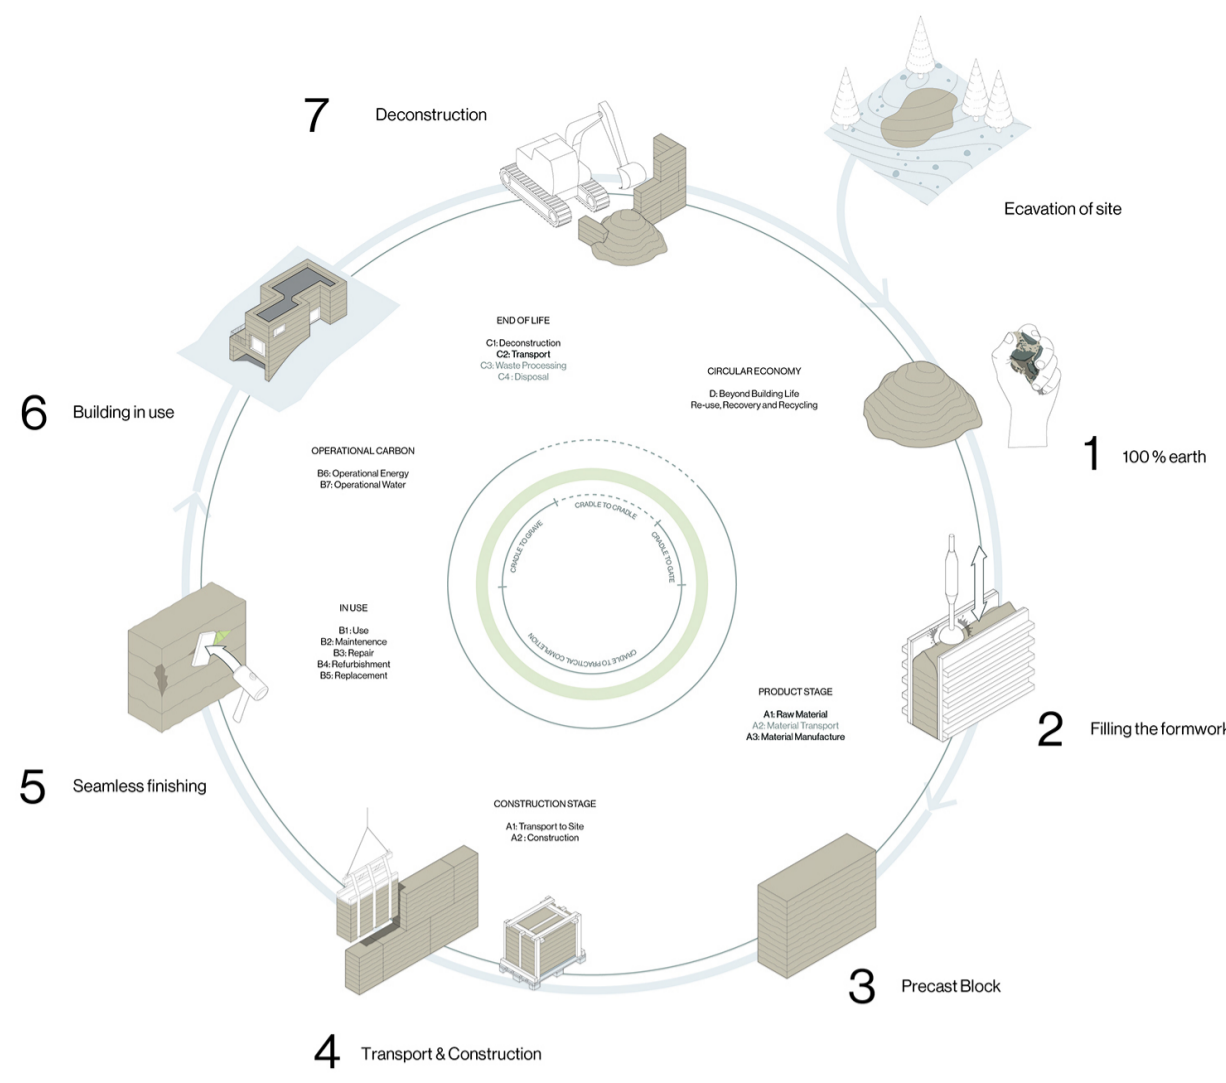 7 Deconstruction
Ecavation of site
END OF LIFE
C1: Deconstruction
C2: Transport
C3: Waste Processing
C4 : Disposal
CIRCULAR ECONOMY
D: Beyond Building Life
Re-use, Recovery and Recycling
6 Building in use
1 100 % earth
OPERATIONAL CARBON
B6: Operational Energy
B7: Operational Water
CRADLE TO CRADLE
CRADLE TO GRAVE
CRADLE TO GATE
CRADLE TO PRACTICAL COMPLETION
IN USE
B1: Use
B2: Maintenence
B3: Repair
B4: Refurbishment
B5: Replacement
PRODUCT STAGE
A1: Raw Material
A2: Material Transport
A3: Material Manufacture
2 Filling the formwork
5 Seamless finishing
CONSTRUCTION STAGE
A1: Transport to Site
A2 : Construction
3 Precast Block
4 Transport & Construction